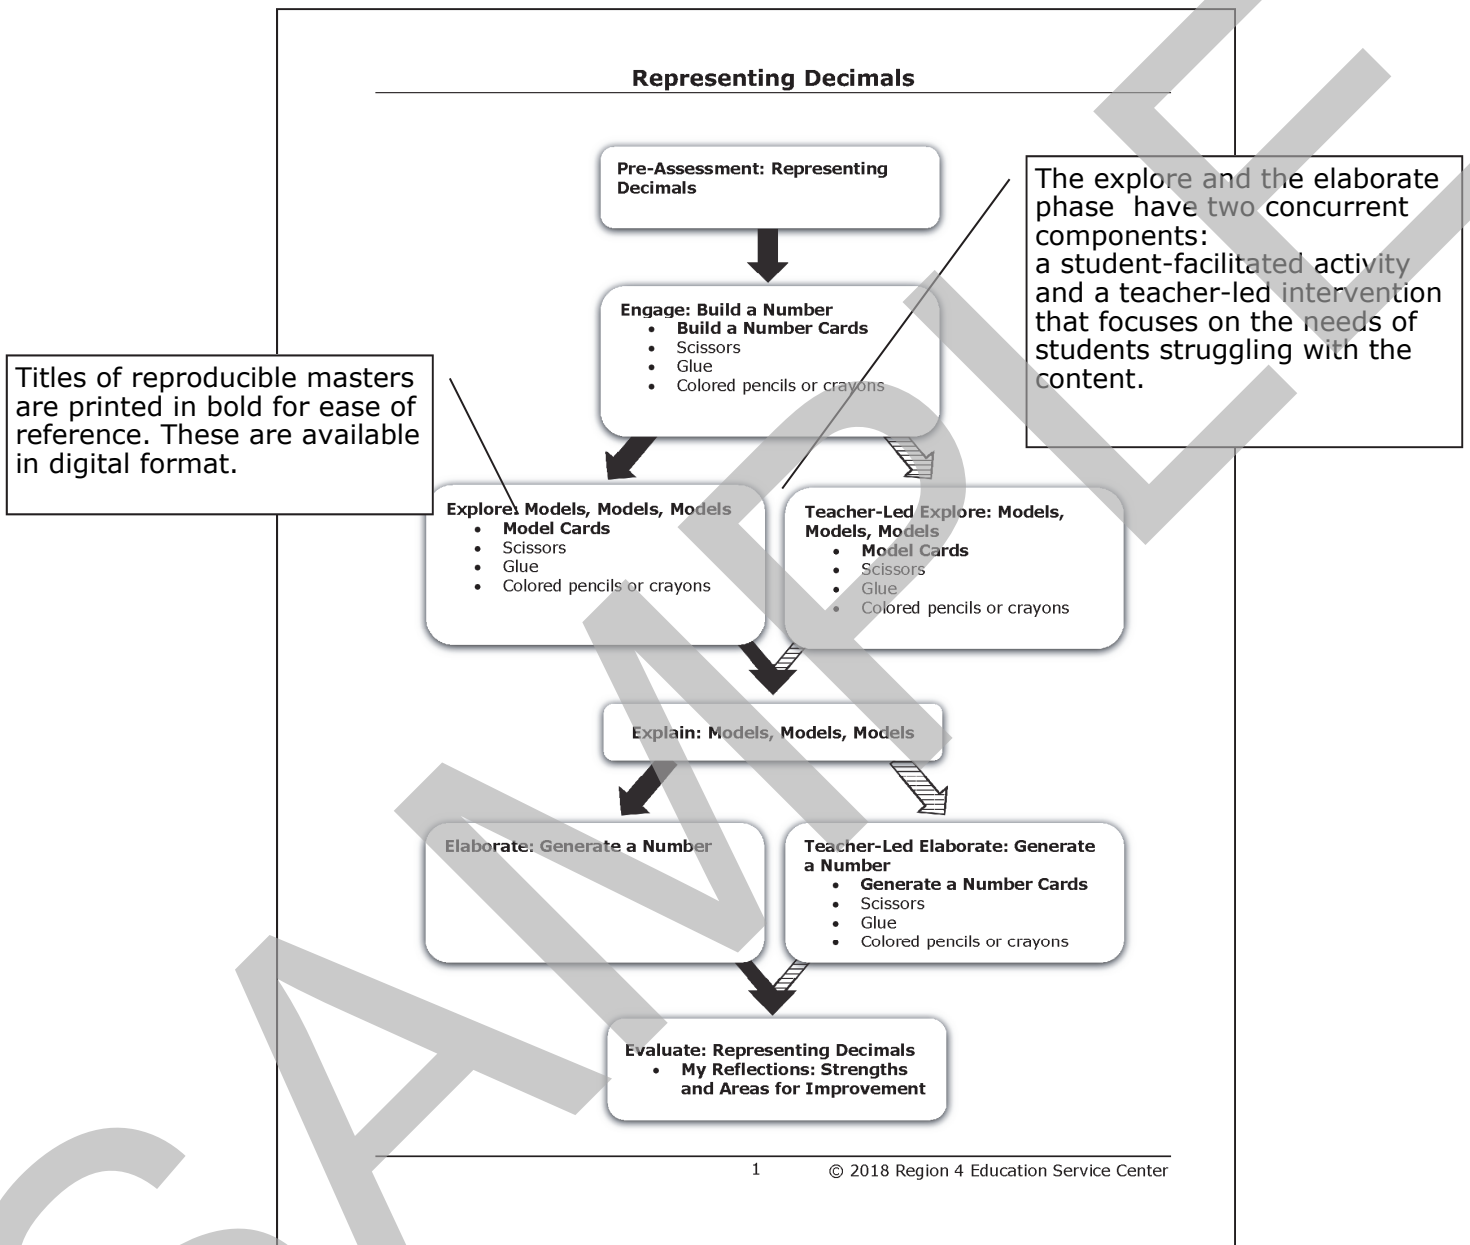 Representing Decimals
Pre-Assessment: Representing
Decimals
The explore and the elaborate
phase have two concurrent
components:
a student-facilitated activity
and a teacher-led intervention
that focuses on the needs of
students struggling with the
content.
Engage: Build a Number
• Build a Number Cards
• Scissors
• Glue
• Colored pencils or crayons
Titles of reproducible masters
are printed in bold for ease of
reference. These are available
in digital format.
Explore: Models, Models, Models
• Model Cards
• Scissors
• Glue
• Colored pencils or crayons
Teacher-Led Explore: Models,
Models, Models
• Model Cards
• Scissors
• Glue
• Colored pencils or crayons
Explain: Models, Models, Models
Elaborate: Generate a Number
Teacher-Led Elaborate: Generate
a Number
• Generate a Number Cards
• Scissors
• Glue
• Colored pencils or crayons
Evaluate: Representing Decimals
• My Reflections: Strengths
and Areas for Improvement
1 © 2018 Region 4 Education Service Center
SAMPLE